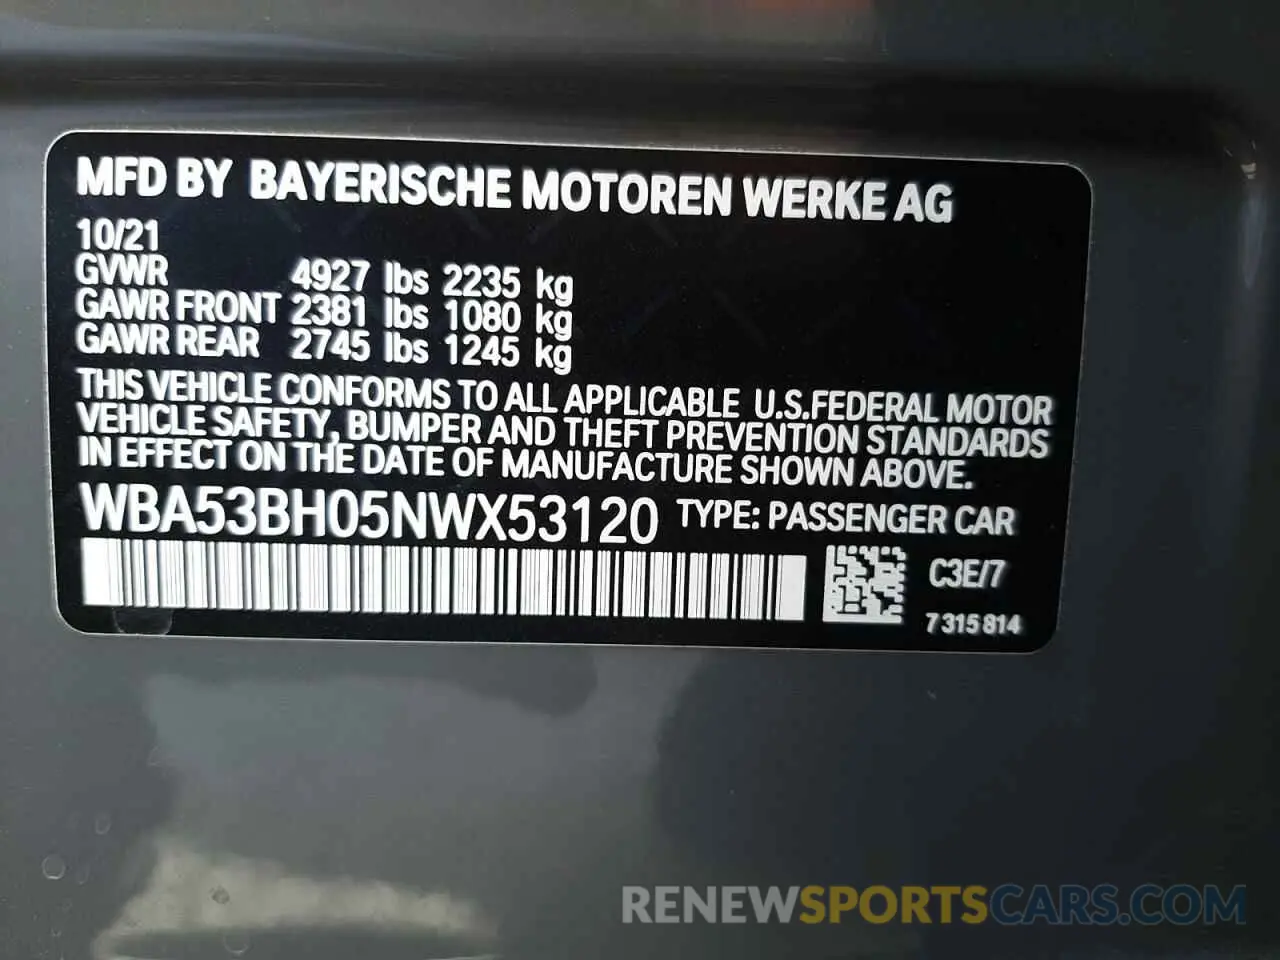 MFD BY BAYERISCHE MOTOREN WERKE AG
10/21
GVWR 4927 lbs 2235 kg
GAWR FRONT 2381 lbs 1080 kg
GAWR REAR 2745 lbs 1245 kg
THIS VEHICLE CONFORMS TO ALL APPLICABLE U.S.FEDERAL MOTOR
VEHICLE SAFETY, BUMPER AND THEFT PREVENTION STANDARDS
IN EFFECT ON THE DATE OF MANUFACTURE SHOWN ABOVE.
WBA53BH05NWX53120 TYPE: PASSENGER CAR
C3E/7
7 315 814
RENEWSPORTSCARS.COM